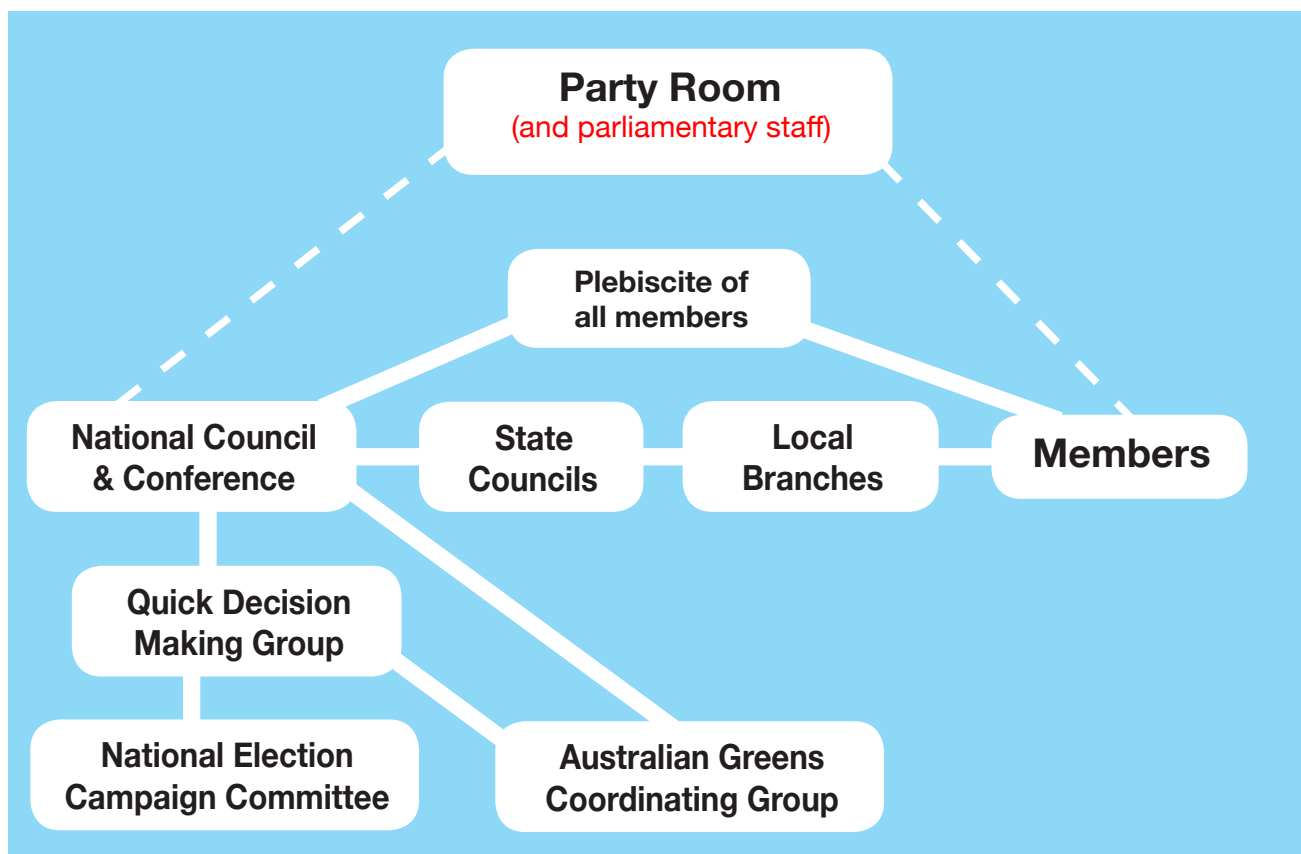 Party Room
(and parliamentary staff)
Plebiscite of
all members
National Council
& Conference
State
Councils
Local
Branches
Members
Quick Decision
Making Group
National Election
Campaign Committee
Australian Greens
Coordinating Group